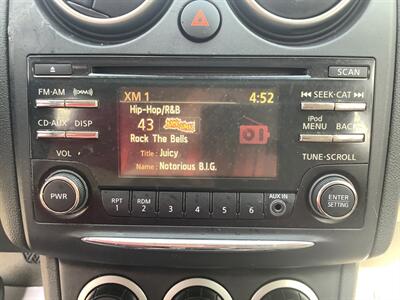 SCAN
FM·AM
XM 1
4:52
SEEK·CAT
Hip-Hop/R&B
43
CD·AUX
DISP
iPod
MENU
BACK
Rock The Bells
VOL
Title : Juicy
TUNE·SCROLL
Name : Notorious B.I.G.
PWR
RPT
1
RDM
2
3
4
5
6
AUX IN
ENTER
SETTING